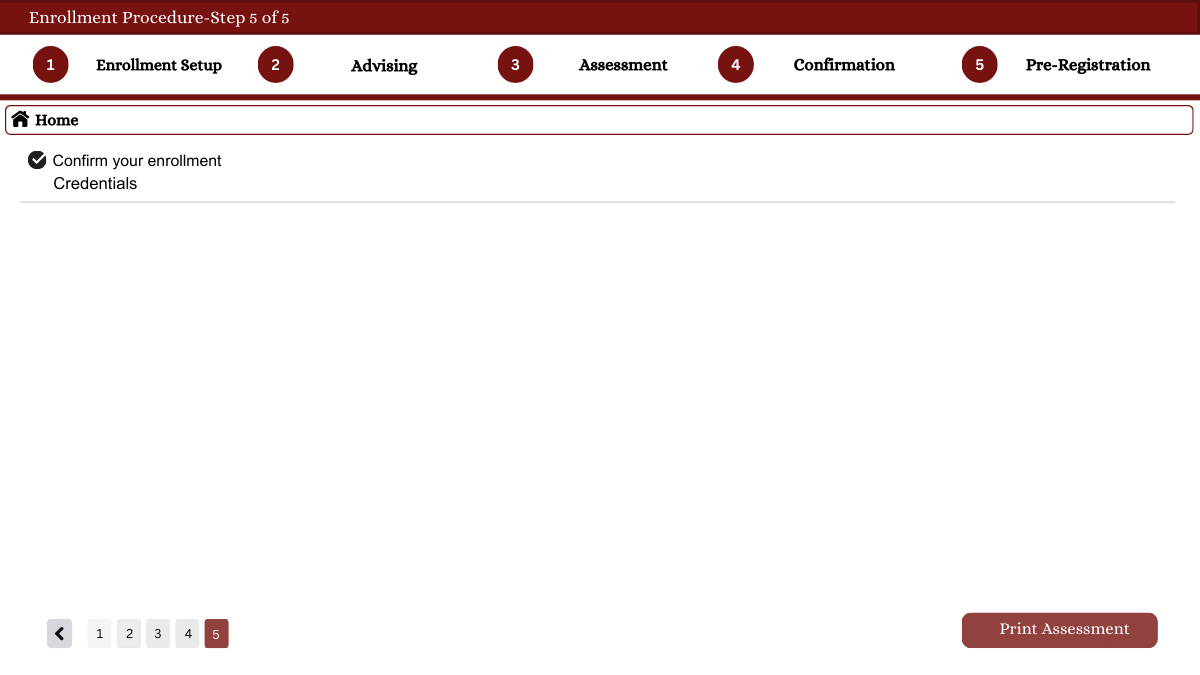 Enrollment Procedure-Step 5 of 5
1 Enrollment Setup 2 Advising 3 Assessment 4 Confirmation 5 Pre-Registration
Home
Confirm your enrollment
Credentials
1 2 3 4 5 Print Assessment